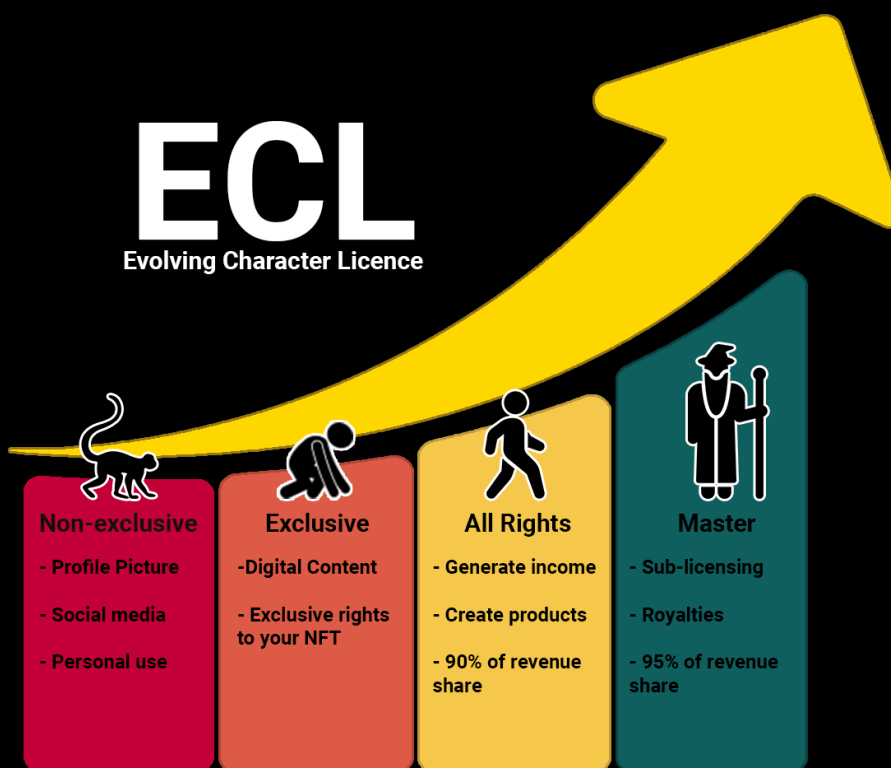 ECL
Evolving Character Licence
Non-exclusive
- Profile Picture
- Social media
- Personal use
Exclusive
-Digital Content
- Exclusive rights
to your NFT
All Rights
- Generate income
- Create products
- 90% of revenue
share
Master
- Sub-licensing
- Royalties
- 95% of revenue
share